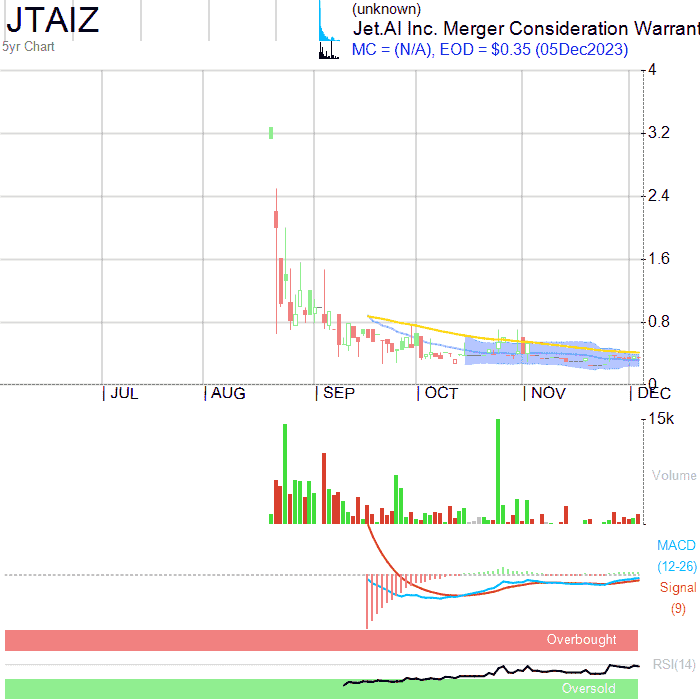 JTAIZ
5yr Chart
(unknown)
Jet.AI Inc. Merger Consideration Warrant
MC = (N/A), EOD = $0.35 (05Dec2023)
4
3.2
2.4
1.6
0.8
0
JUL AUG SEP OCT NOV DEC
15k
Volume
MACD
(12-26)
Signal
(9)
Overbought
RSI(14)
Oversold